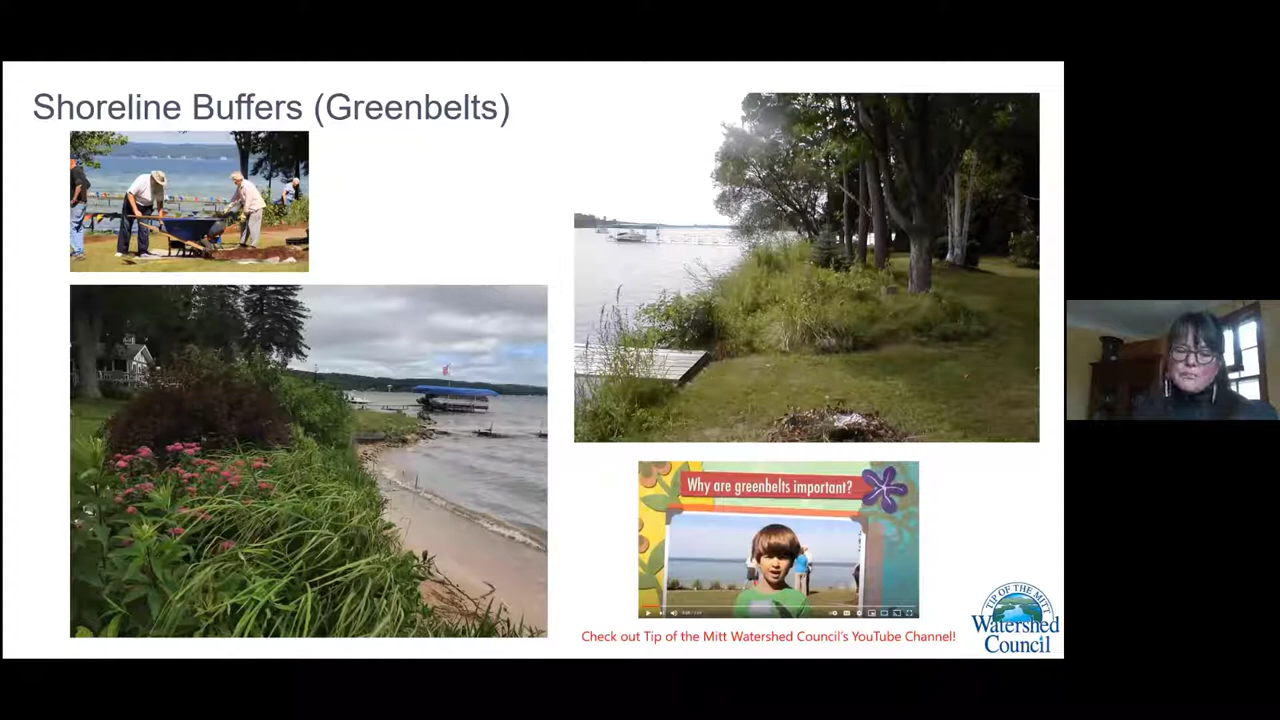 Shoreline Buffers (Greenbelts)
Why are greenbelts important?
Check out Tip of the Mitt Watershed Council's YouTube Channel!
TIP OF THE MITT
Watershed
Council